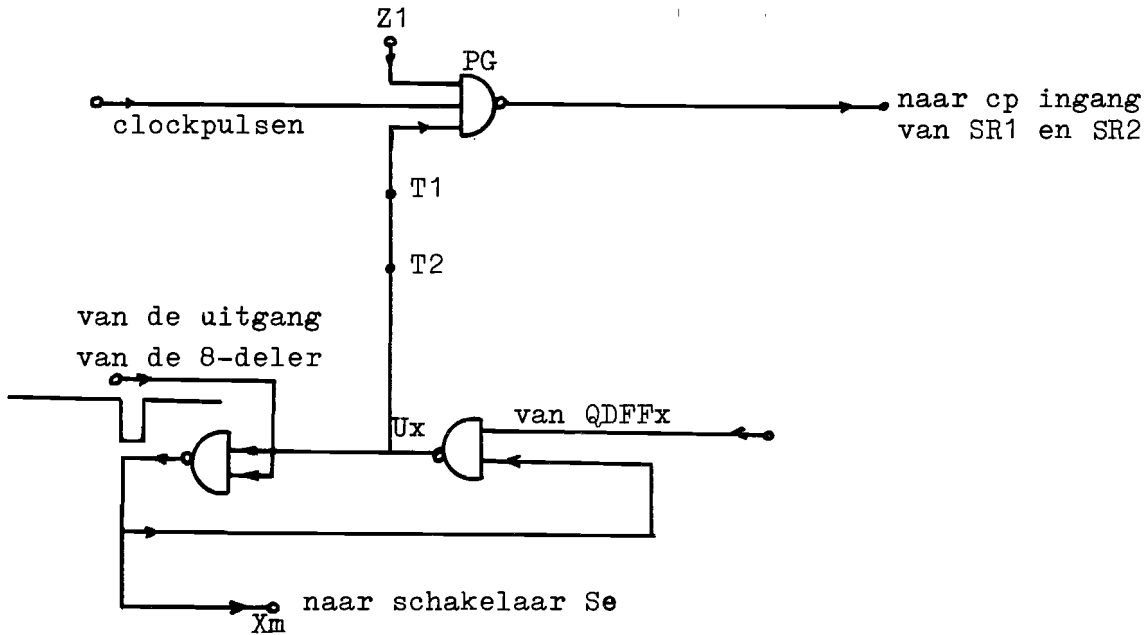 Z1
PG
clockpulsen
naar cp ingang
van SR1 en SR2
T1
T2
van de uitgang
van de 8-deler
Ux
van QDFFx
naar schakelaar Se
Xm